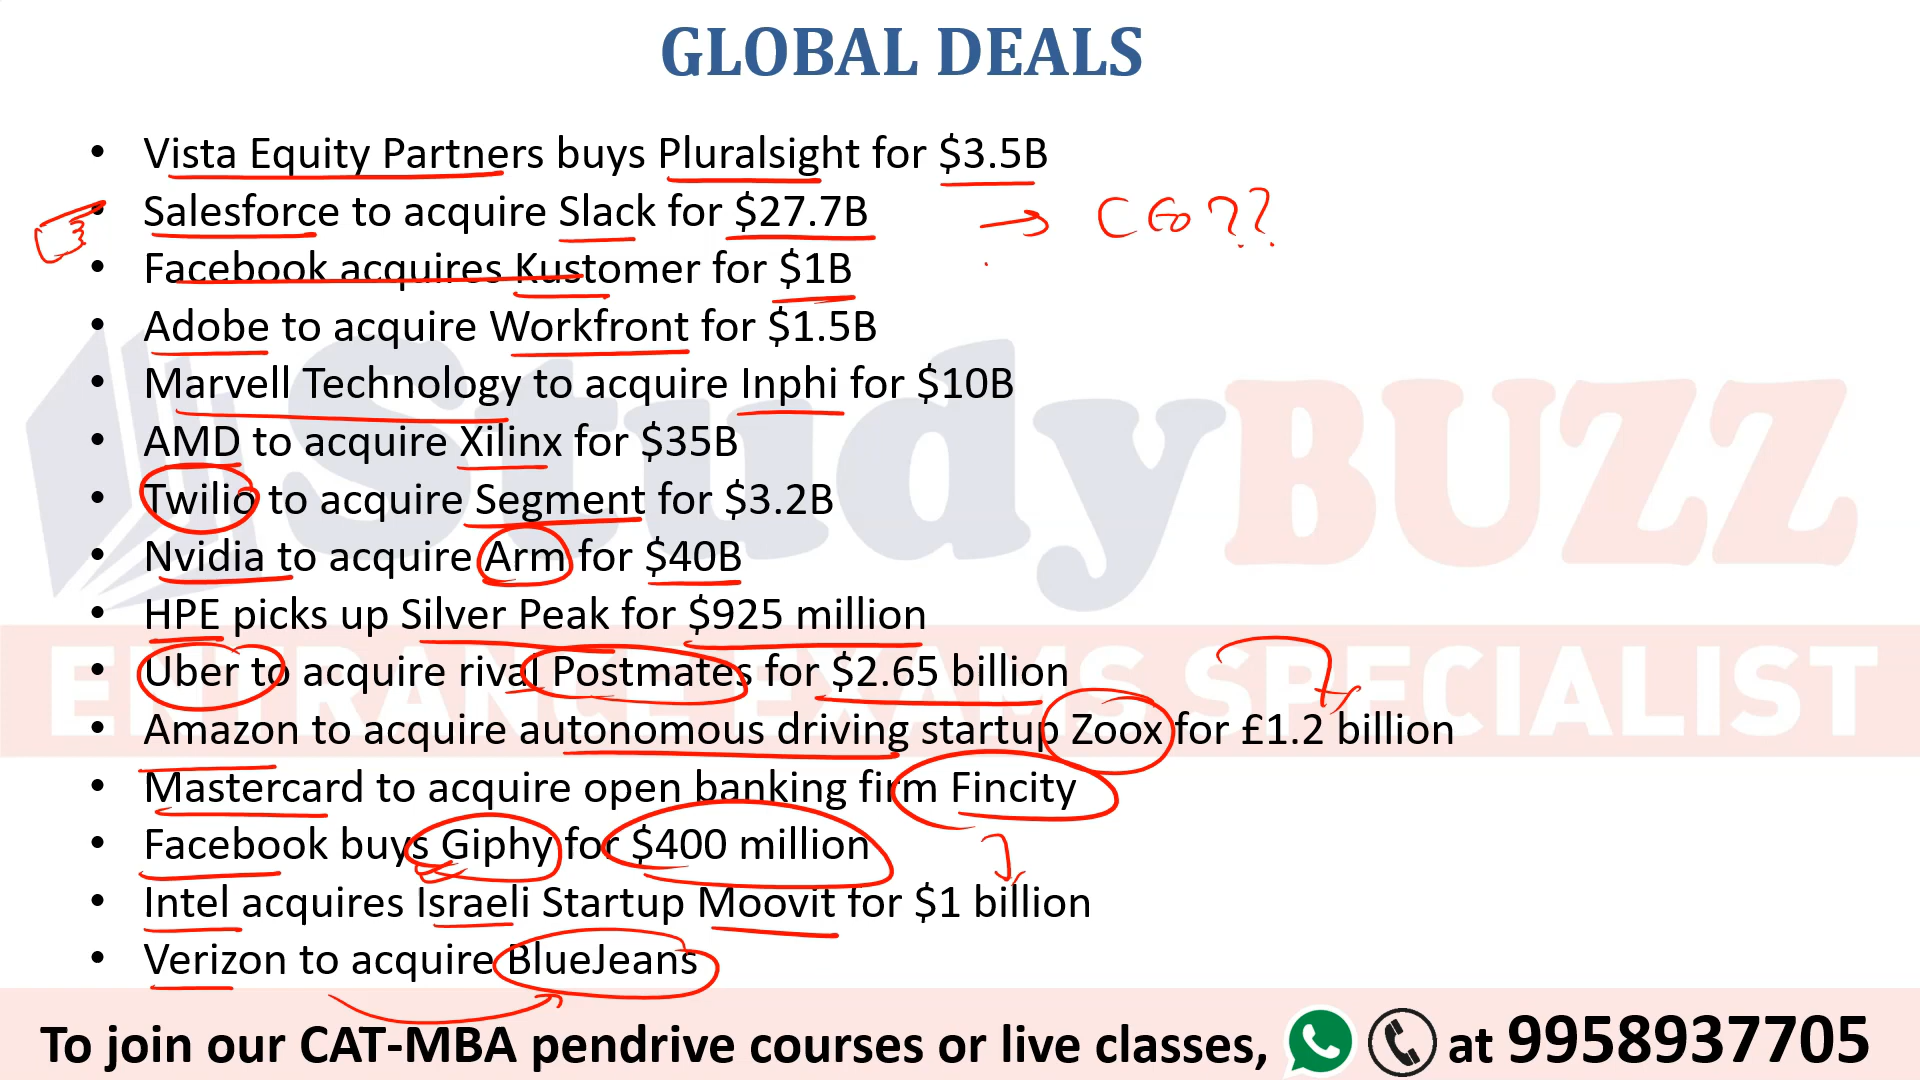 GLOBAL DEALS
• Vista Equity Partners buys Pluralsight for $3.5B
• Salesforce to acquire Slack for $27.7B → CEO ??
• Facebook acquires Kustomer for $1B
• Adobe to acquire Workfront for $1.5B
• Marvell Technology to acquire Inphi for $10B
• AMD to acquire Xilinx for $35B
• Twilio to acquire Segment for $3.2B
• Nvidia to acquire Arm for $40B
• HPE picks up Silver Peak for $925 million
• Uber to acquire rival Postmates for $2.65 billion
• Amazon to acquire autonomous driving startup Zoox for £1.2 billion
• Mastercard to acquire open banking firm Fincity
• Facebook buys Giphy for $400 million
• Intel acquires Israeli Startup Moovit for $1 billion
• Verizon to acquire BlueJeans
StudyBUZZ
ENTRANCE EXAMS SPECIALIST
To join our CAT-MBA pendrive courses or live classes, at 9958937705